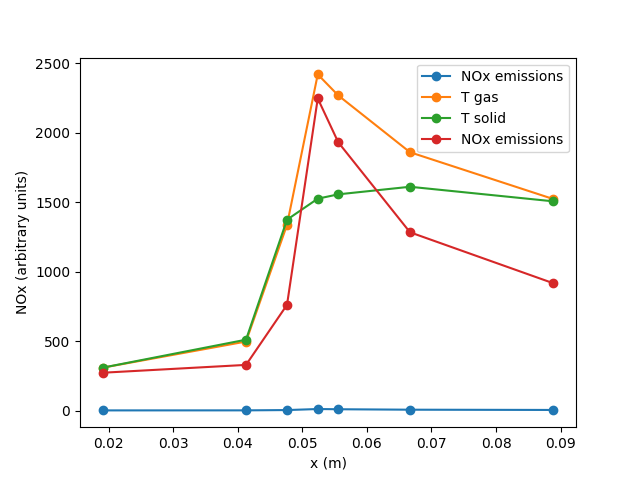 2500
2000
1500
1000
500
0
NOx (arbitrary units)
NOx emissions
T gas
T solid
NOx emissions
0.02 0.03 0.04 0.05 0.06 0.07 0.08 0.09
x (m)